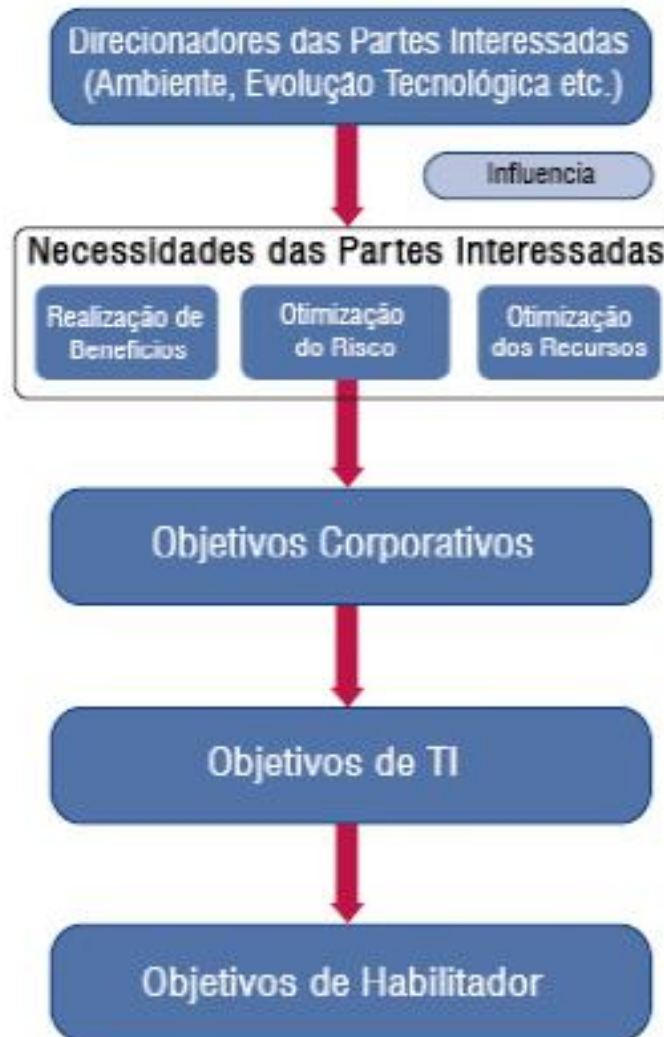 Direcionadores das Partes Interessadas
(Ambiente, Evolução Tecnológica etc.)
Influencia
Necessidades das Partes Interessadas
Realização de
Benefícios
Otimização
do Risco
Otimização
dos Recursos
Objetivos Corporativos
Objetivos de TI
Objetivos de Habilitador